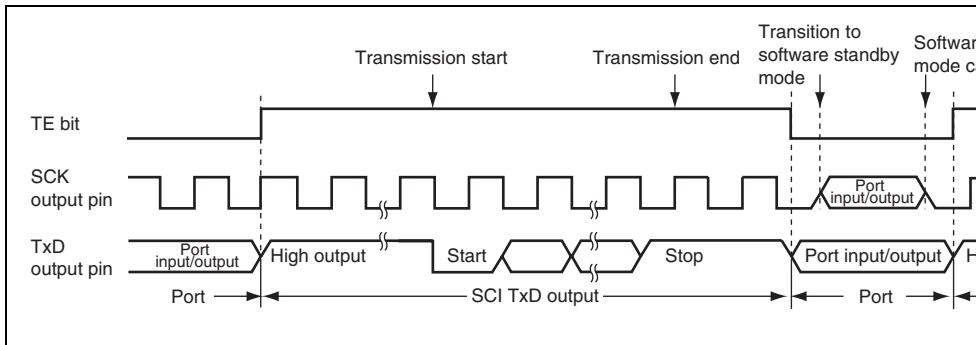 Transmission start
Transmission end
Transition to
software standby
mode
TE bit
SCK
output pin
Port
input/output
TxD
output pin
Port
input/output
High output
Start
Stop
Port input/output
H
Port
SCI TxD output
Port